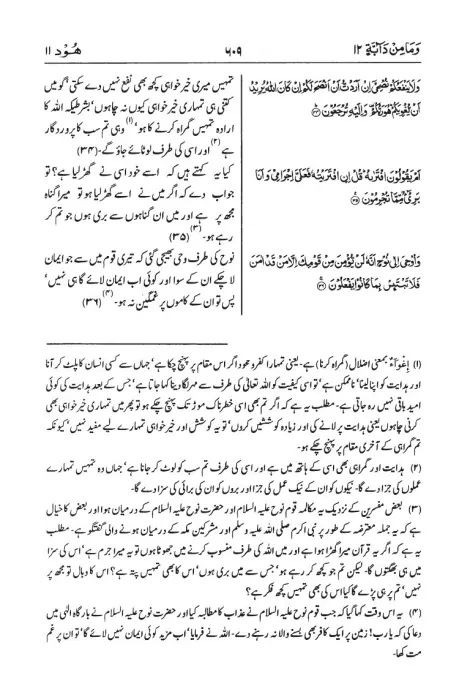 وَمَا مِنْ دَآبَّةٍ ١٢
٦٠٩
هُوْد ١١
وَلَا يَنْفَعُكُمْ نُصْحِيْٓ اِنْ اَرَدْتُّ اَنْ اَنْصَحَ لَكُمْ اِنْ كَانَ اللّٰهُ يُرِيْدُ
اَنْ يُّغْوِيَكُمْ هُوَ رَبُّكُمْ وَاِلَيْهِ تُرْجَعُوْنَ
تمہیں میری خیر خواہی کچھ بھی نفع نہیں دے سکتی' گو میں
کتنی ہی تمہاری خیر خواہی کیوں نہ چاہوں' بشرطیکہ اللہ کا
ارادہ تمہیں گمراہ کرنے کا ہو' (۱) وہی تم سب کا پروردگار
ہے (۲) اور اسی کی طرف لوٹائے جاؤ گے۔ (۳۴)
اَمْ يَقُوْلُوْنَ افْتَرٰىهُ قُلْ اِنِ افْتَرَيْتُهٗ فَعَلَيَّ اِجْرَامِيْ وَاَنَا
بَرِيْٓءٌ مِّمَّا تُجْرِمُوْنَ
کیا یہ کہتے ہیں کہ اسے خود اسی نے گھڑ لیا ہے؟ تو
جواب دے کہ اگر میں نے اسے گھڑ لیا ہو تو میرا گناہ
مجھ پر ہے اور میں ان گناہوں سے بری ہوں جو تم کر
رہے ہو۔ (۳) (۳۵)
وَاُوْحِيَ اِلٰى نُوْحٍ اَنَّهٗ لَنْ يُّؤْمِنَ مِنْ قَوْمِكَ اِلَّا مَنْ قَدْ اٰمَنَ
فَلَا تَبْتَىِٕسْ بِمَا كَانُوْا يَفْعَلُوْنَ
نوح کی طرف وحی بھیجی گئی کہ تیری قوم میں سے جو ایمان
لا چکے ان کے سوا اور کوئی اب ایمان لائے گا ہی نہیں'
پس تو ان کے کاموں پر غمگین نہ ہو۔ (۴) (۳۶)
(۱) اِغْوَآءٌ بمعنی اضلال (گمراہ کرنا) ہے۔ یعنی تمہارا کفر وجحود اگر اس مقام پر پہنچ چکا ہے' جہاں سے کسی انسان کا پلٹ کر آنا
اور ہدایت کو اپنا لینا' ناممکن ہے' تو اسی کیفیت کو اللہ تعالیٰ کی طرف سے مہر لگا دینا کہا جاتا ہے' جس کے بعد ہدایت کی کوئی
امید باقی نہیں رہ جاتی ہے۔ مطلب یہ ہے کہ اگر تم بھی اسی خطرناک موڑ تک پہنچ چکے ہو تو پھر میں تمہاری خیر خواہی بھی
کرنی چاہوں یعنی ہدایت پر لانے کی اور زیادہ کوششیں کروں' تو یہ کوشش اور خیر خواہی تمہارے لیے مفید نہیں' کیونکہ
تم گمراہی کے آخری مقام پر پہنچ چکے ہو۔
(۲) ہدایت اور گمراہی بھی اسی کے ہاتھ میں ہے اور اسی کی طرف تم سب کو لوٹ کر جانا ہے' جہاں وہ تمہیں تمہارے
عملوں کی جزا دے گا۔ نیکوں کو ان کے نیک عمل کی جزا اور بروں کو ان کی برائی کی سزا دے گا۔
(۳) بعض مفسرین کے نزدیک یہ مکالمہ قوم نوح علیہ السلام اور حضرت نوح علیہ السلام کے درمیان ہوا اور بعض کا خیال
ہے کہ یہ جملہ معترضہ کے طور پر نبی اکرم صلی اللہ علیہ وسلم اور مشرکین مکہ کے درمیان ہونے والی گفتگو ہے۔ مطلب
یہ ہے کہ اگر یہ قرآن میرا گھڑا ہوا ہے اور میں اللہ کی طرف منسوب کرنے میں جھوٹا ہوں تو یہ میرا جرم ہے' اس کی سزا
میں ہی بھگتوں گا۔ لیکن تم جو کچھ کر رہے ہو' جس سے میں بری ہوں' اس کا بھی تمہیں پتہ ہے؟ اس کا وبال تو مجھ پر
نہیں' تم پر ہی پڑے گا کیا اس کی بھی تمہیں کچھ فکر ہے؟
(۴) یہ اس وقت کہا گیا کہ جب قوم نوح علیہ السلام نے عذاب کا مطالبہ کیا اور حضرت نوح علیہ السلام نے بارگاہ الٰہی میں
دعا کی کہ یا رب! زمین پر ایک کافر بھی بسنے والا نہ رہنے دے۔ اللہ نے فرمایا' اب مزید کوئی ایمان نہیں لائے گا' تو ان پر غم
مت کھا۔